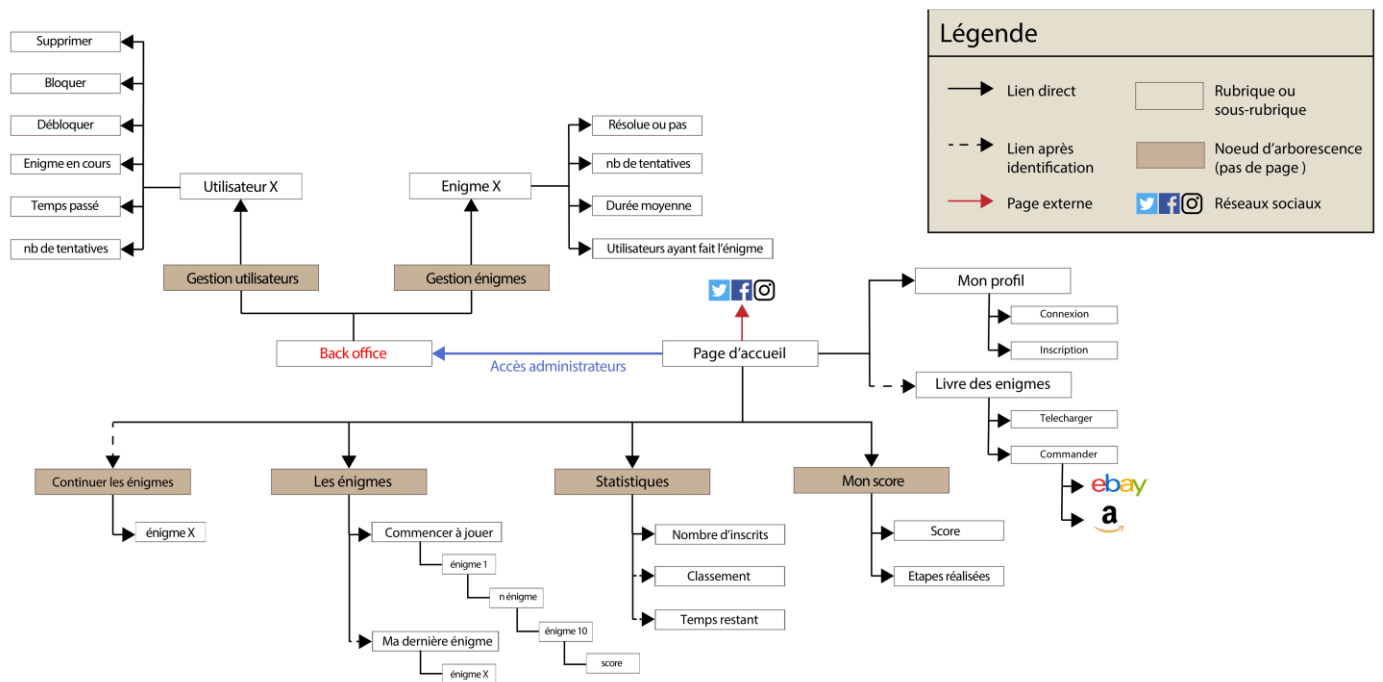 Légende
Lien direct
Rubrique ou
sous-rubrique
Lien après
identification
Noeud d'arborescence
(pas de page )
Page externe
Réseaux sociaux
Supprimer
Bloquer
Débloquer
Enigme en cours
Temps passé
nb de tentatives
Utilisateur X
Enigme X
Résolue ou pas
nb de tentatives
Durée moyenne
Utilisateurs ayant fait l'énigme
Gestion utilisateurs
Gestion énigmes
Back office
Accès administrateurs
Page d'accueil
Mon profil
Connexion
Inscription
Livre des enigmes
Telecharger
Commander
ebay
a
Continuer les énigmes
énigme X
Les énigmes
Commencer à jouer
énigme 1
n énigme
énigme 10
score
Ma dernière énigme
énigme X
Statistiques
Nombre d'inscrits
Classement
Temps restant
Mon score
Score
Etapes réalisées